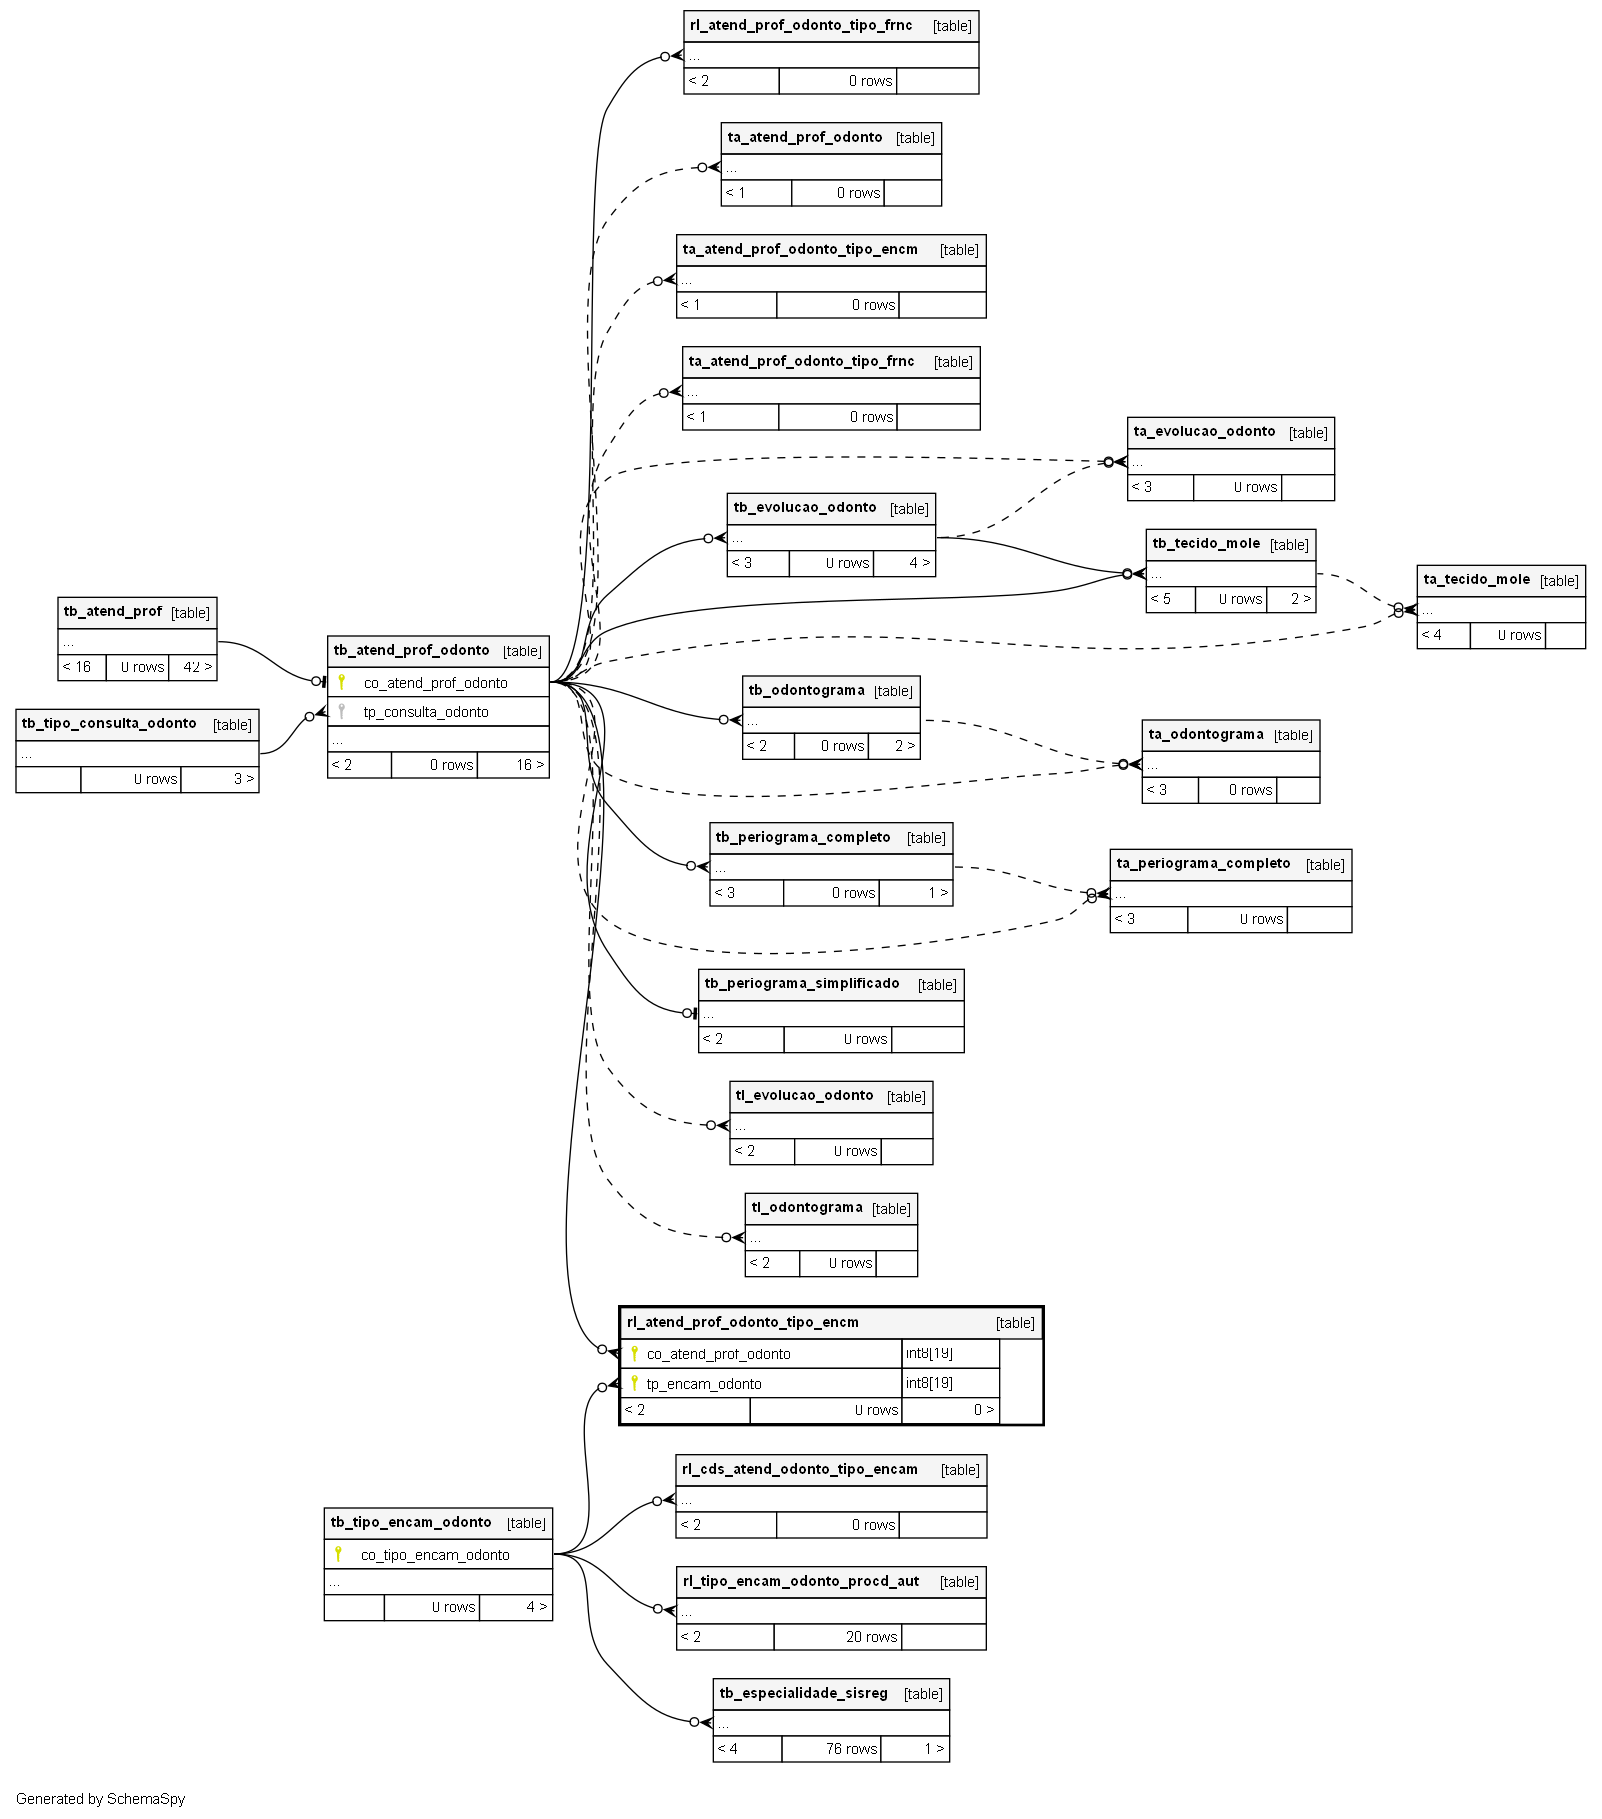 rl_atend_prof_odonto_tipo_frnc [table]
...
< 2 0 rows
ta_atend_prof_odonto [table]
...
< 1 0 rows
ta_atend_prof_odonto_tipo_encm [table]
...
< 1 0 rows
ta_atend_prof_odonto_tipo_frnc [table]
...
< 1 0 rows
ta_evolucao_odonto [table]
...
< 3 0 rows
tb_evolucao_odonto [table]
...
< 3 0 rows 4 >
tb_tecido_mole [table]
...
< 5 0 rows 2 >
ta_tecido_mole [table]
...
< 4 0 rows
tb_atend_prof [table]
...
< 16 0 rows 42 >
tb_atend_prof_odonto [table]
co_atend_prof_odonto
tp_consulta_odonto
...
< 2 0 rows 16 >
tb_tipo_consulta_odonto [table]
...
0 rows 3 >
tb_odontograma [table]
...
< 2 0 rows 2 >
ta_odontograma [table]
...
< 3 0 rows
tb_periograma_completo [table]
...
< 3 0 rows 1 >
ta_periograma_completo [table]
...
< 3 0 rows
tb_periograma_simplificado [table]
...
< 2 0 rows
tl_evolucao_odonto [table]
...
< 2 0 rows
tl_odontograma [table]
...
< 2 0 rows
rl_atend_prof_odonto_tipo_encm [table]
co_atend_prof_odonto int8[19]
tp_encam_odonto int8[19]
< 2 0 rows 0 >
rl_cds_atend_odonto_tipo_encam [table]
...
< 2 0 rows
tb_tipo_encam_odonto [table]
co_tipo_encam_odonto
...
0 rows 4 >
rl_tipo_encam_odonto_procd_aut [table]
...
< 2 20 rows
tb_especialidade_sisreg [table]
...
< 4 76 rows 1 >
Generated by SchemaSpy